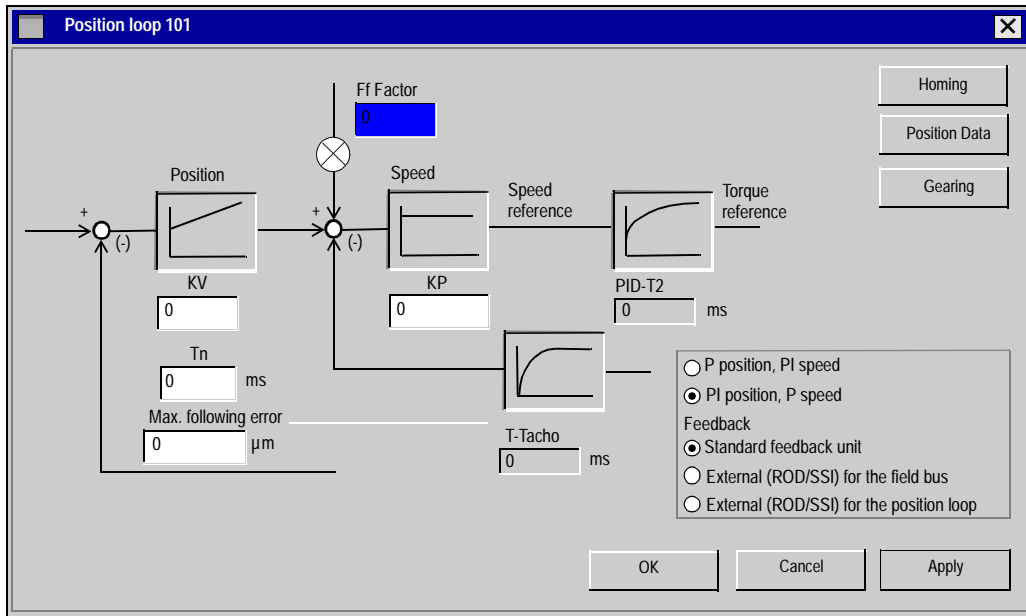 Position loop 101
Ff Factor
0
Homing
Position Data
Gearing
Position
Speed
Speed
reference
Torque
reference
+
(-)
+
(-)
KV
0
KP
0
PID-T2
0 ms
Tn
0 ms
Max. following error
0 µm
T-Tacho
0 ms
P position, PI speed
PI position, P speed
Feedback
Standard feedback unit
External (ROD/SSI) for the field bus
External (ROD/SSI) for the position loop
OK
Cancel
Apply